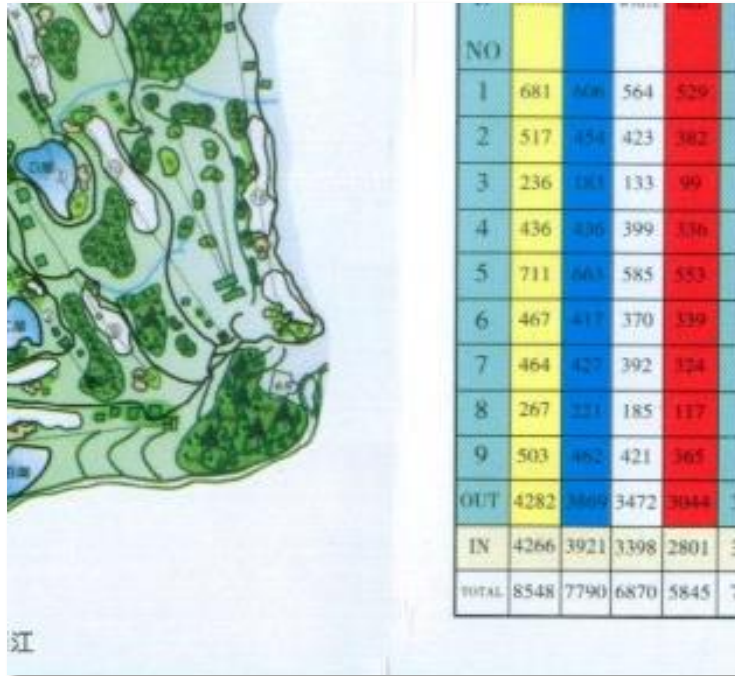 江
NO
1 681 606 564 529
2 517 454 423 382
3 236 183 133 99
4 436 436 399 336
5 711 663 585 553
6 467 417 370 339
7 464 427 392 324
8 267 221 185 117
9 503 462 421 365
OUT 4282 3869 3472 3044
IN 4266 3921 3398 2801
TOTAL 8548 7790 6870 5845